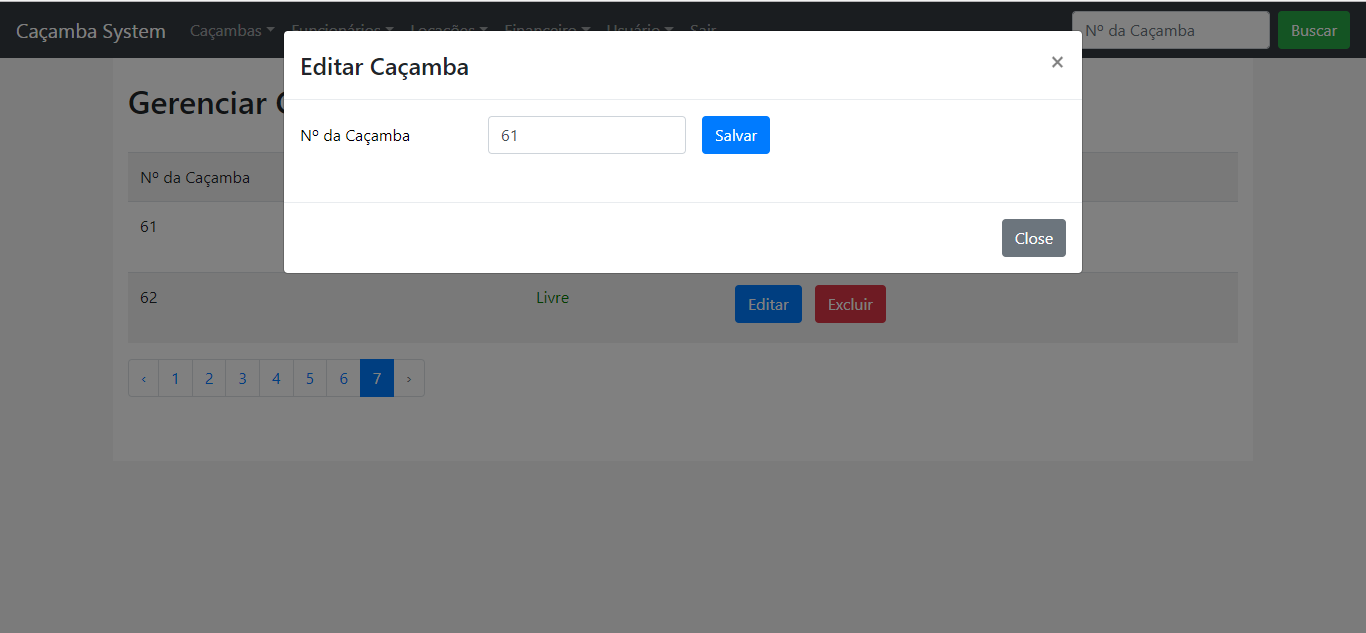 Caçamba System Caçambas Funcionários Locações Financeiro Usuário Sair Nº da Caçamba Buscar
Editar Caçamba ×
Gerenciar
Nº da Caçamba 61 Salvar
Nº da Caçamba
61
Close
62 Livre Editar Excluir
‹ 1 2 3 4 5 6 7 ›